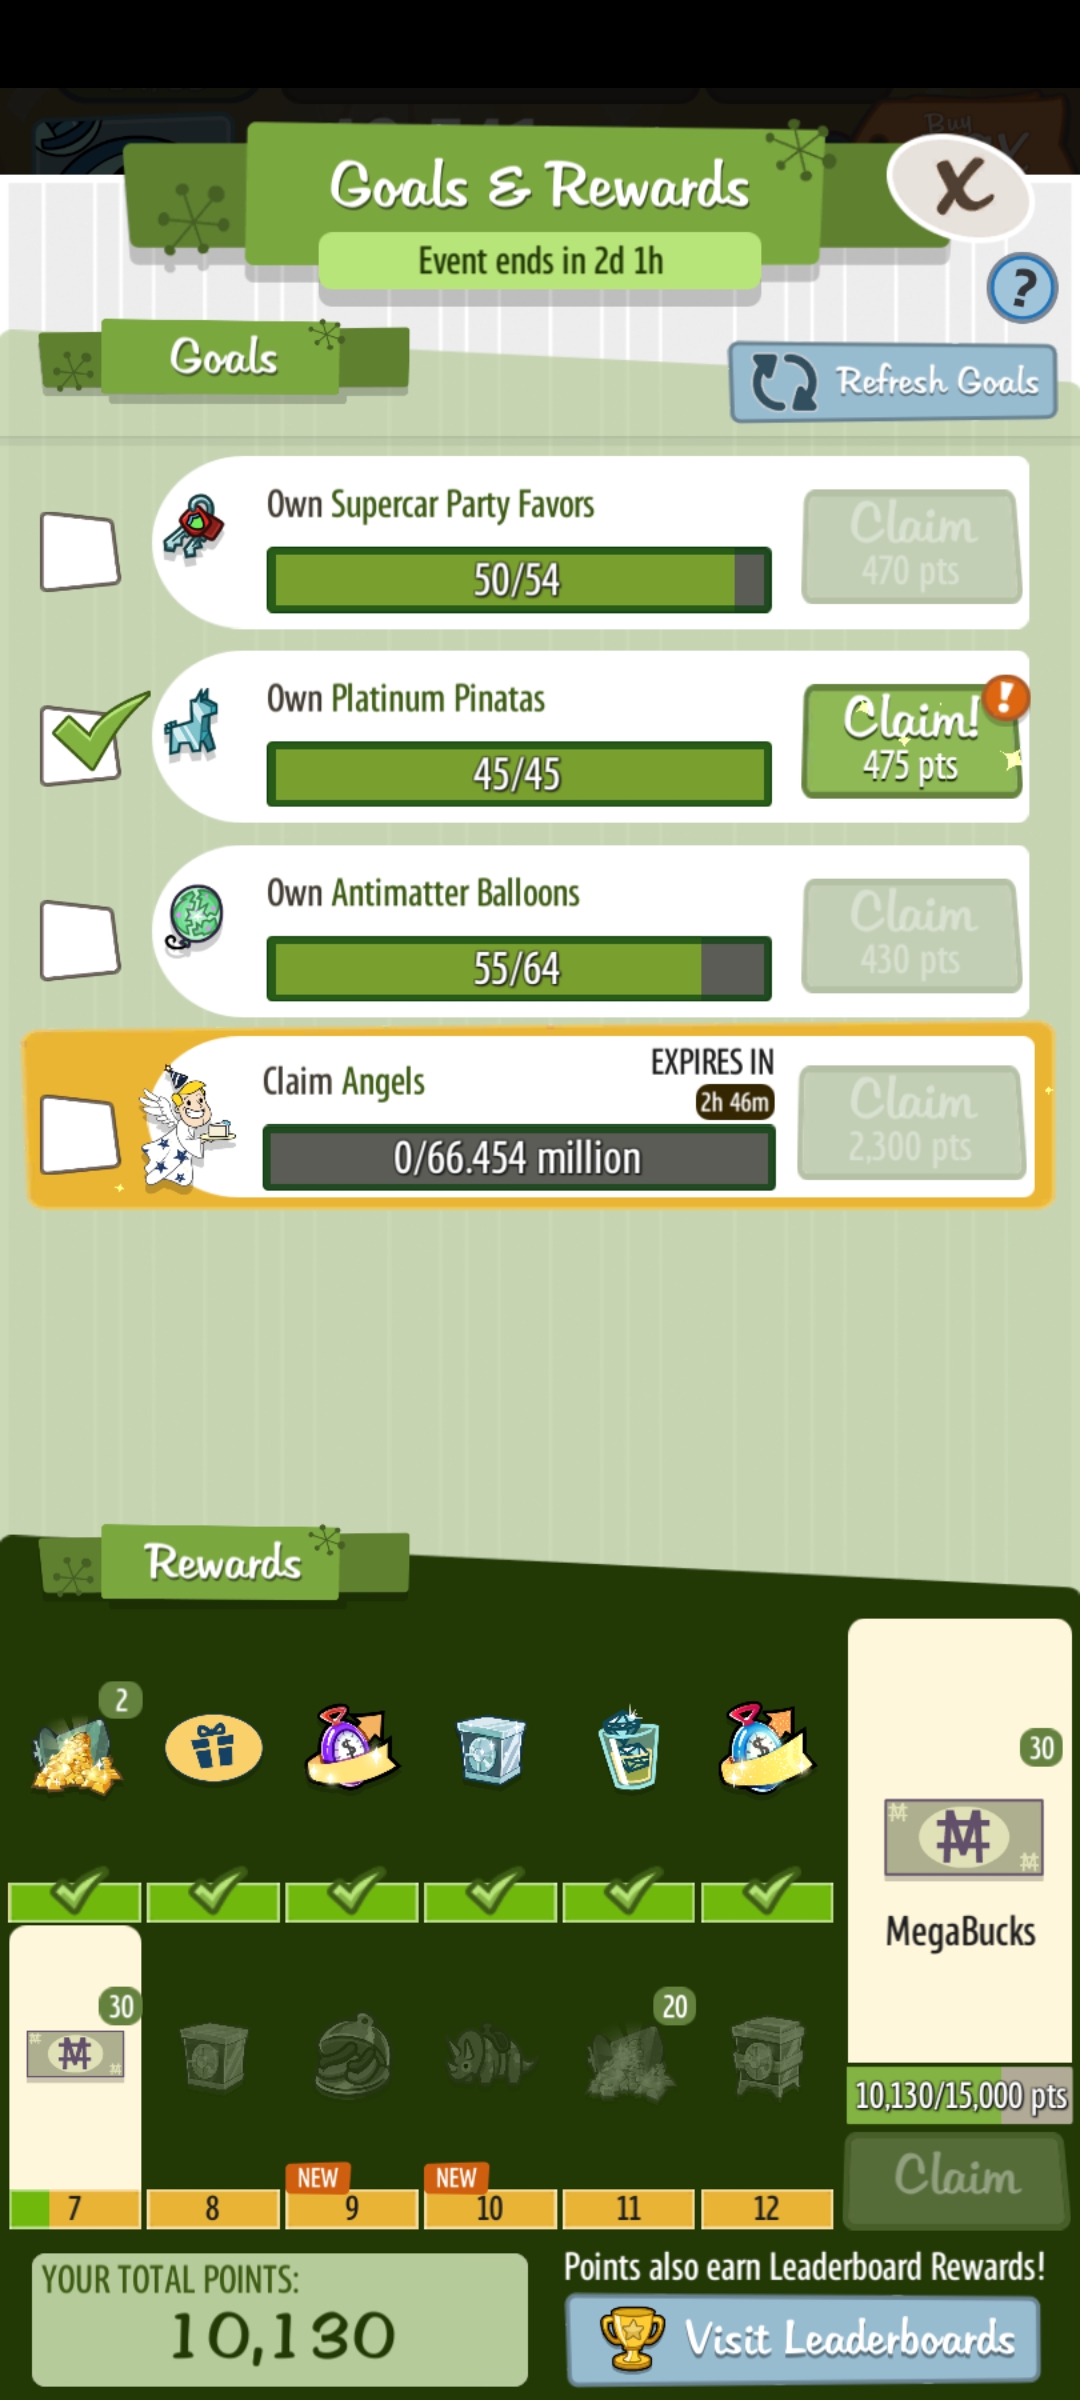 Buy
Goals & Rewards
X
Event ends in 2d 1h
?
Goals
Refresh Goals
Own Supercar Party Favors
50/54
Claim
470 pts
Own Platinum Pinatas
45/45
Claim!
!
475 pts
Own Antimatter Balloons
55/64
Claim
430 pts
Claim Angels
EXPIRES IN
2h 46m
0/66.454 million
Claim
2,300 pts
Rewards
2
30
MegaBucks
30
20
10,130/15,000 pts
NEW
NEW
7
8
9
10
11
12
Claim
YOUR TOTAL POINTS:
10,130
Points also earn Leaderboard Rewards!
Visit Leaderboards